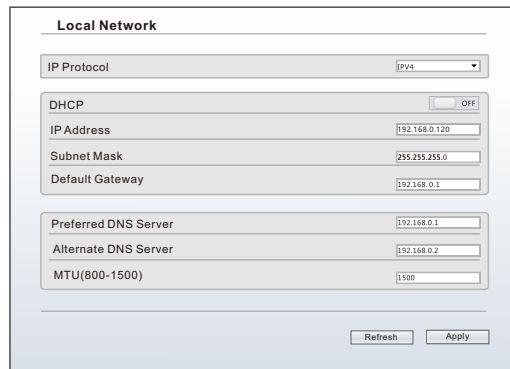 Local Network
IP Protocol IPV4
DHCP OFF
IP Address 192.168.0.120
Subnet Mask 255.255.255.0
Default Gateway 192.168.0.1
Preferred DNS Server 192.168.0.1
Alternate DNS Server 192.168.0.2
MTU(800-1500) 1500
Refresh Apply